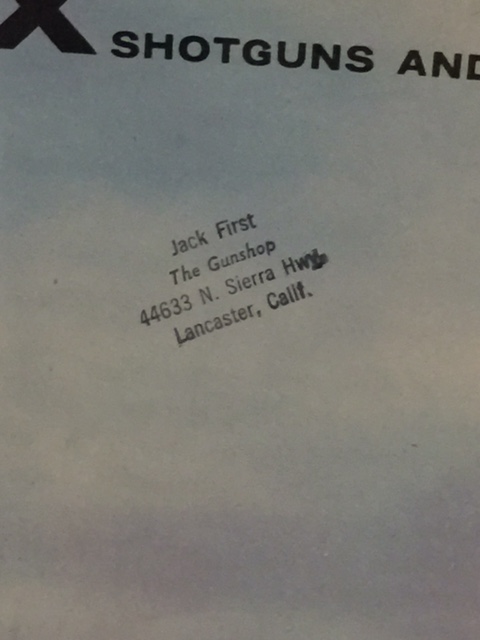 X SHOTGUNS AND
Jack First
The Gunshop
44633 N. Sierra Hwy.
Lancaster, Calif.